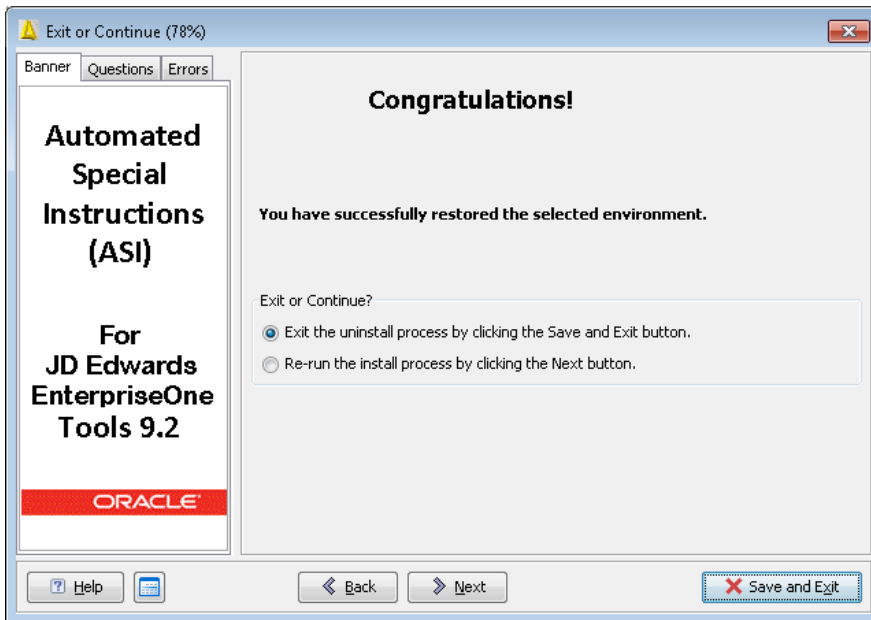 Exit or Continue (78%)
Banner Questions Errors
Automated
Special
Instructions
(ASI)
For
JD Edwards
EnterpriseOne
Tools 9.2
ORACLE
Congratulations!
You have successfully restored the selected environment.
Exit or Continue?
Exit the uninstall process by clicking the Save and Exit button.
Re-run the install process by clicking the Next button.
Help Back Next Save and Exit